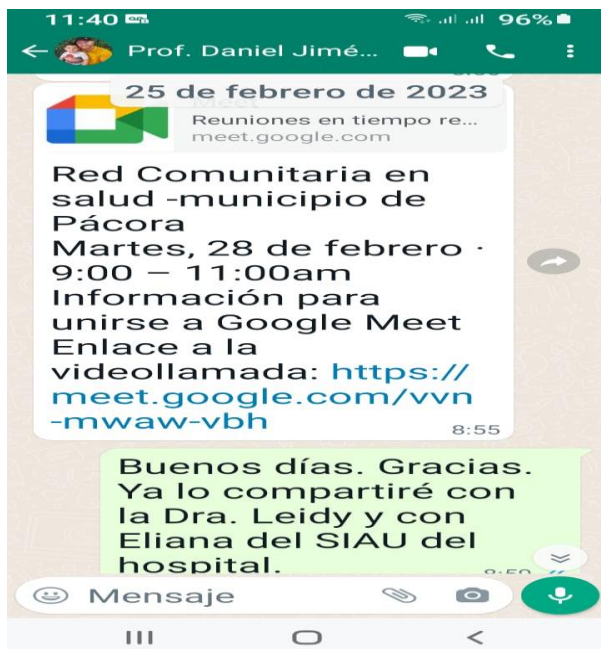 11:40
96%
Prof. Daniel Jimé...
25 de febrero de 2023
Meet
Reuniones en tiempo re...
meet.google.com
Red Comunitaria en
salud -municipio de
Pácora
Martes, 28 de febrero ·
9:00 – 11:00am
Información para
unirse a Google Meet
Enlace a la
videollamada: https://
meet.google.com/vvn
-mwaw-vbh
8:55
Buenos días. Gracias.
Ya lo compartiré con
la Dra. Leidy y con
Eliana del SIAU del
hospital.
Mensaje